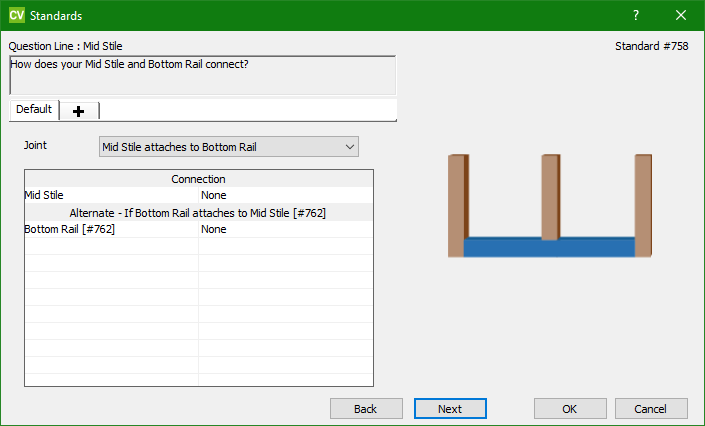 CV Standards ?
Question Line : Mid Stile Standard #758
How does your Mid Stile and Bottom Rail connect?
Default
Joint Mid Stile attaches to Bottom Rail
Connection
Mid Stile None
Alternate - If Bottom Rail attaches to Mid Stile [#762]
Bottom Rail [#762] None
Back Next OK Cancel